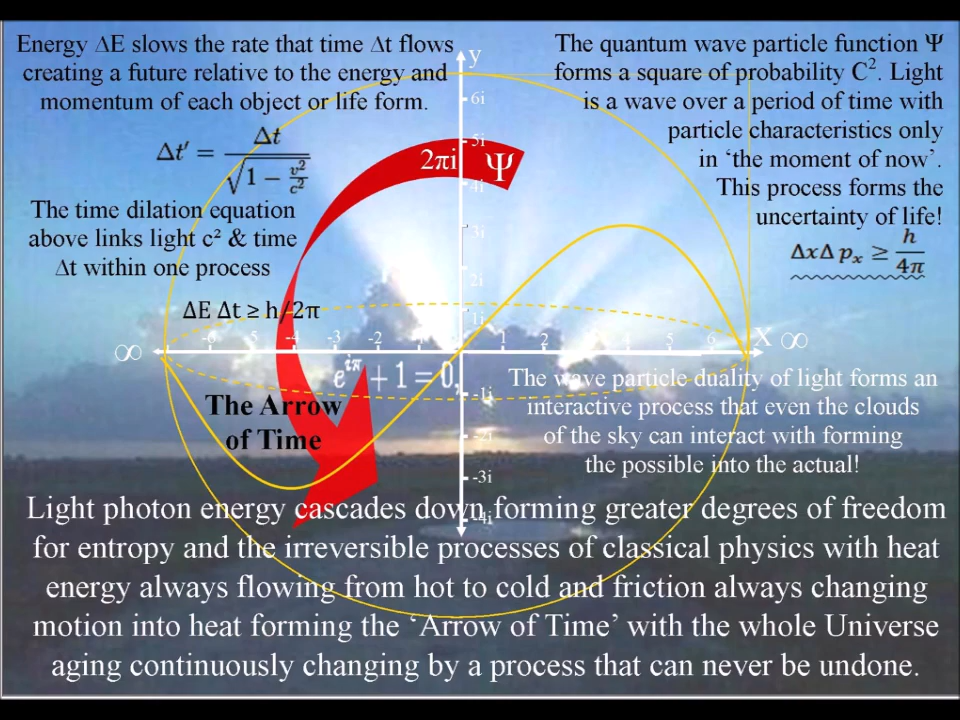 Energy ΔE slows the rate that time Δt flows
creating a future relative to the energy and
momentum of each object or life form.
Δt' = Δt / √1 − v²/c²
The time dilation equation
above links light c² & time
Δt within one process
ΔE Δt ≥ h/2π
The quantum wave particle function Ψ
forms a square of probability C². Light
is a wave over a period of time with
particle characteristics only
in ‘the moment of now’.
This process forms the
uncertainty of life!
ΔxΔ pₓ ≥ h/4π
y
6i
5i
4i
3i
2i
1i
2πi Ψ
∞ -6 -5 -4 -3 -2 1 2 3 4 5 6 X ∞
e^iπ + 1 = 0,
-1i
-2i
-3i
-4i
The Arrow
of Time
The wave particle duality of light forms an
interactive process that even the clouds
of the sky can interact with forming
the possible into the actual!
Light photon energy cascades down forming greater degrees of freedom
for entropy and the irreversible processes of classical physics with heat
energy always flowing from hot to cold and friction always changing
motion into heat forming the ‘Arrow of Time’ with the whole Universe
aging continuously changing by a process that can never be undone.